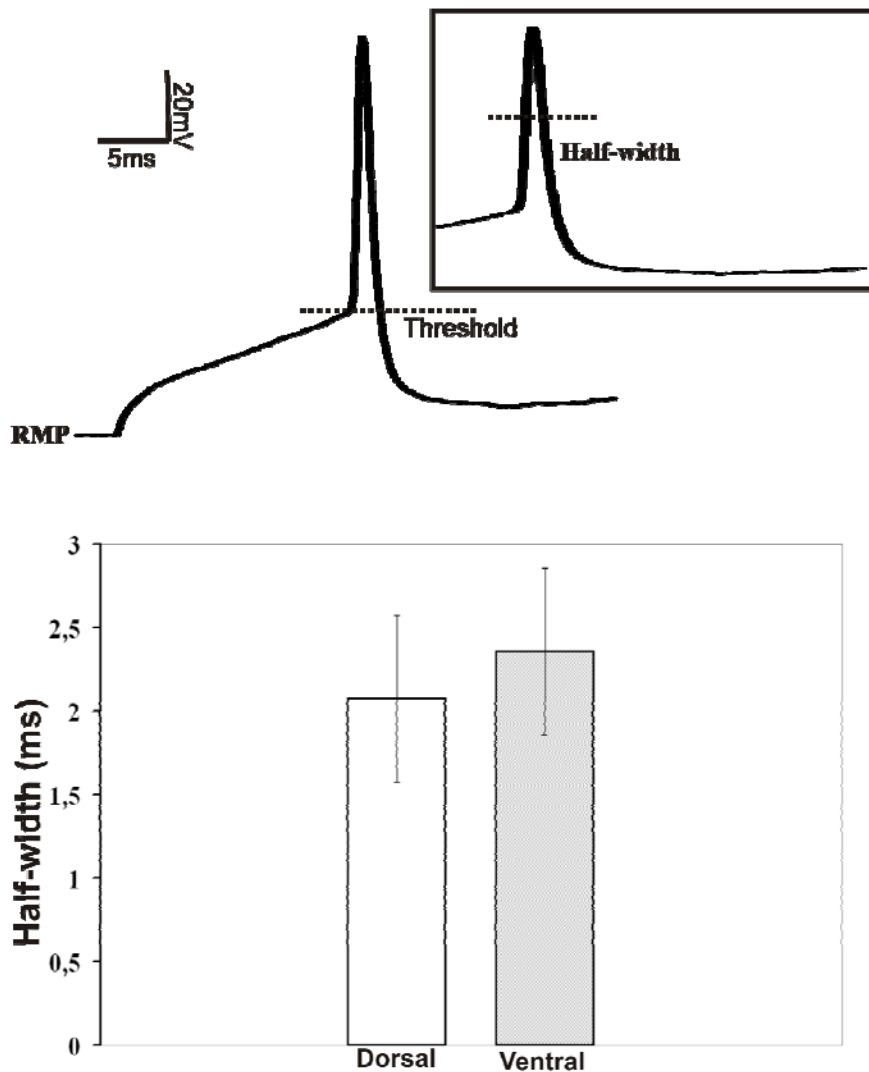 20mV
5ms
Half-width
Threshold
RMP
3
2,5
2
1,5
1
0,5
0
Half-width (ms)
Dorsal
Ventral